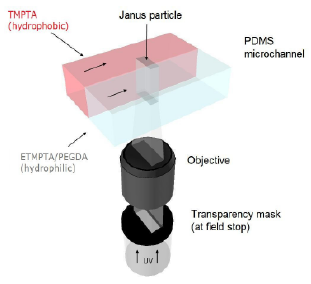 TMPTA
(hydrophobic)
Janus particle
PDMS
microchannel
ETMPTA/PEGDA
(hydrophilic)
Objective
Transparency mask
(at field stop)
UV